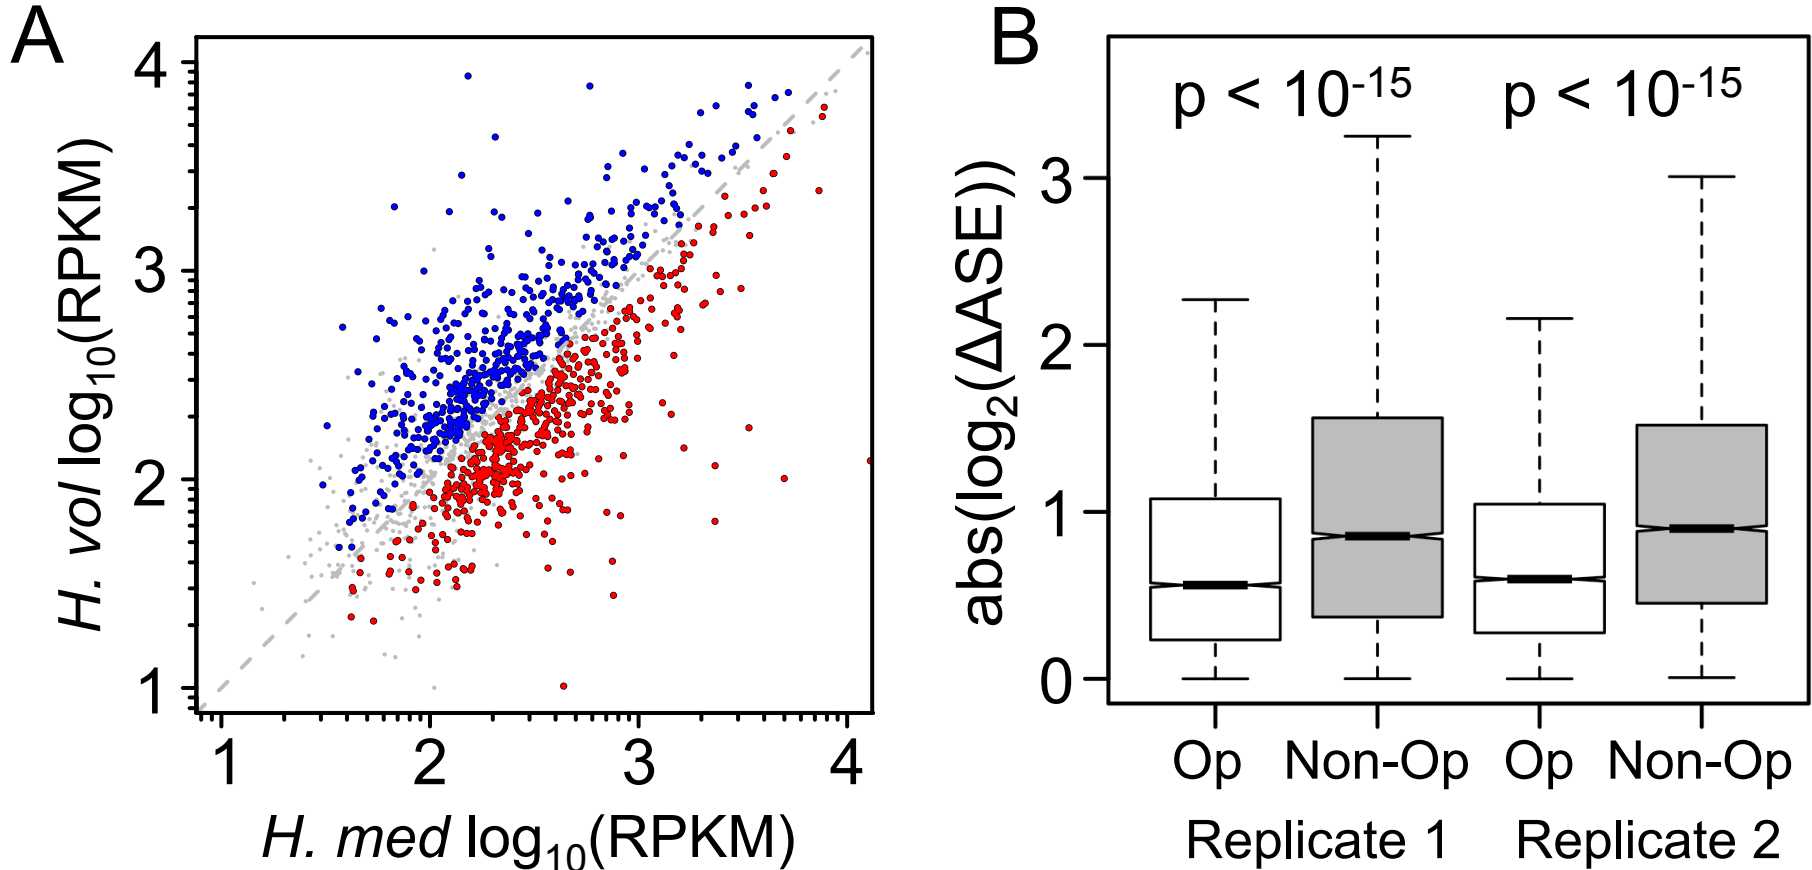 A
H. vol log10(RPKM)
4
3
2
1
1 2 3 4
H. med log10(RPKM)
B
p < 10-15 p < 10-15
abs(log2(ΔASE))
3
2
1
0
Op Non-Op Op Non-Op
Replicate 1 Replicate 2